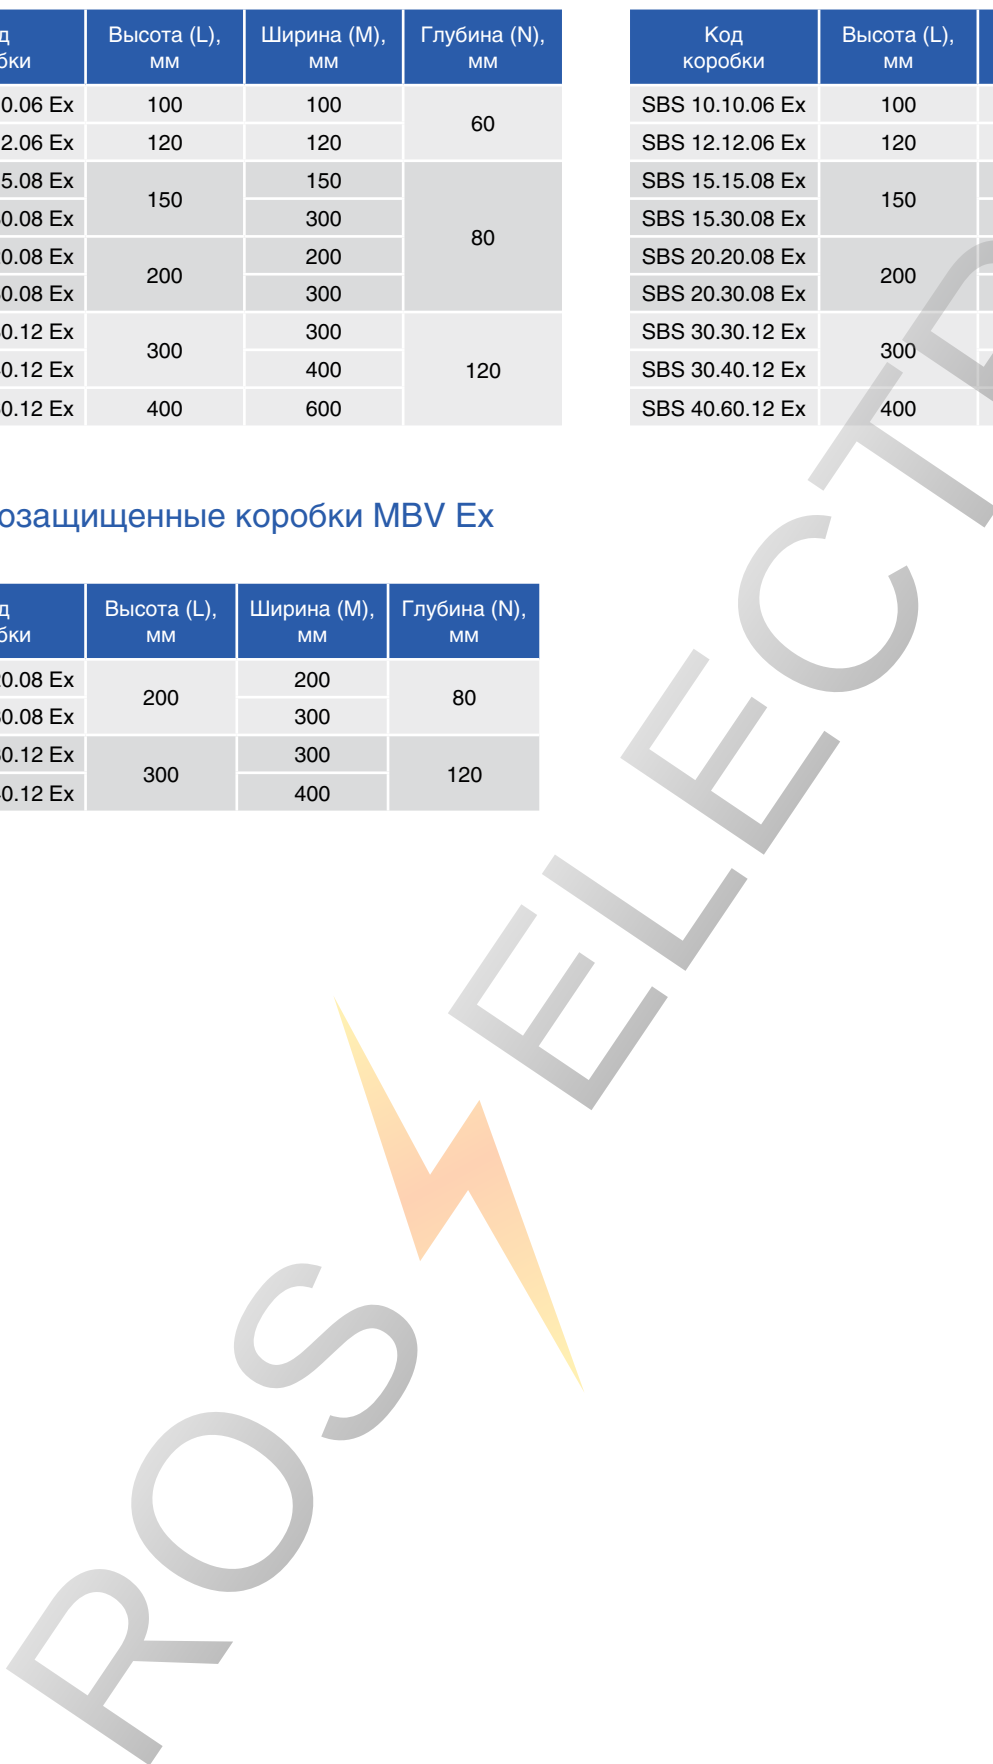 д
бки
Высота (L),
мм
Ширина (M),
мм
Глубина (N),
мм
0.06 Ex 100 100 60
2.06 Ex 120 120
5.08 Ex 150 150 80
0.08 Ex 300
0.08 Ex 200 200
0.08 Ex 300
0.12 Ex 300 300 120
0.12 Ex 400
0.12 Ex 400 600
Код
коробки
Высота (L),
мм
SBS 10.10.06 Ex 100
SBS 12.12.06 Ex 120
SBS 15.15.08 Ex 150
SBS 15.30.08 Ex
SBS 20.20.08 Ex 200
SBS 20.30.08 Ex
SBS 30.30.12 Ex 300
SBS 30.40.12 Ex
SBS 40.60.12 Ex 400
озащищенные коробки MBV Ex
д
бки
Высота (L),
мм
Ширина (M),
мм
Глубина (N),
мм
0.08 Ex 200 200 80
0.08 Ex 300
0.12 Ex 300 300 120
0.12 Ex 400
ROS ELECTR